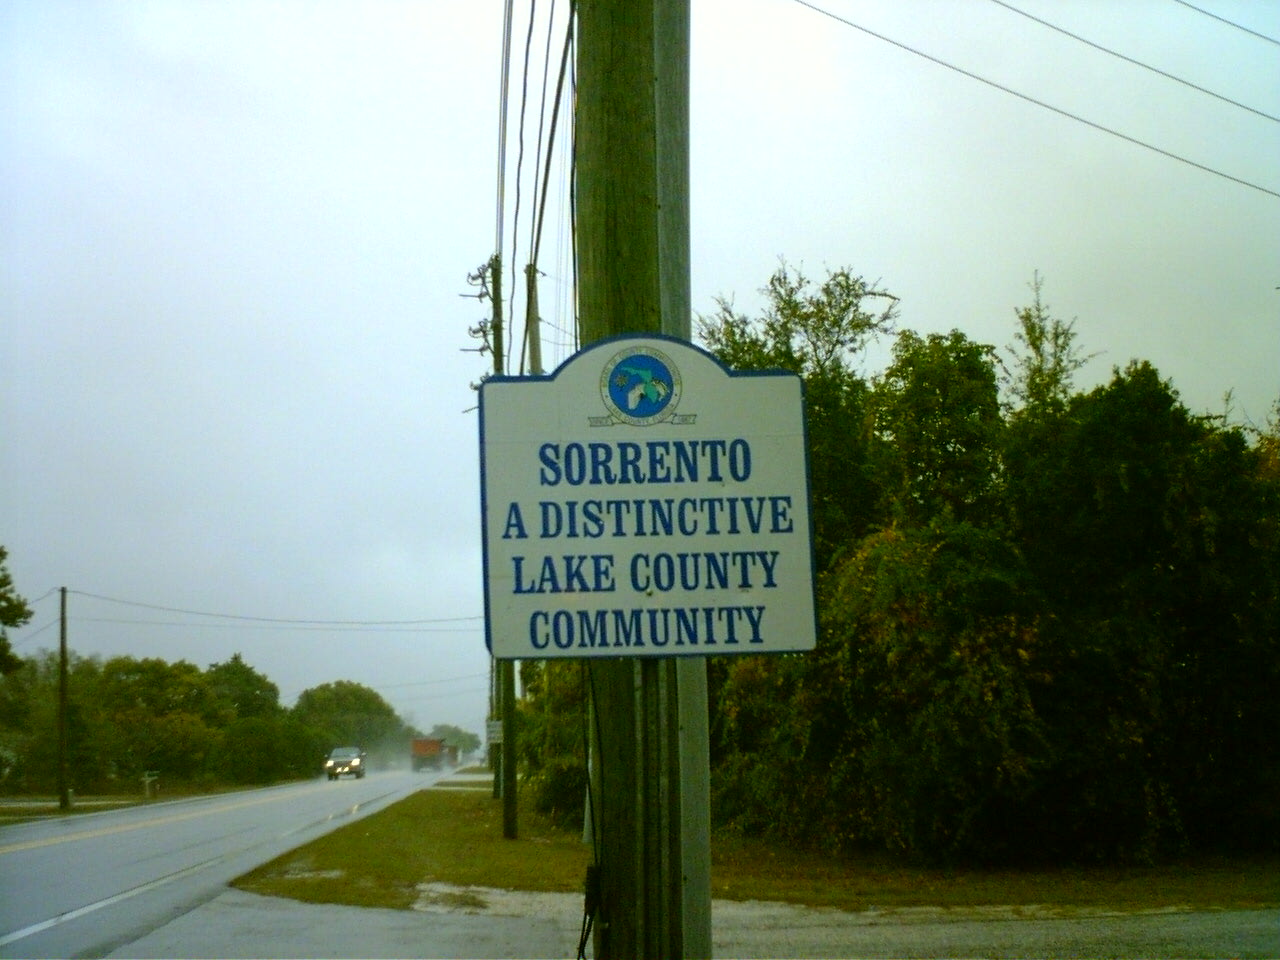 SORRENTO
A DISTINCTIVE
LAKE COUNTY
COMMUNITY